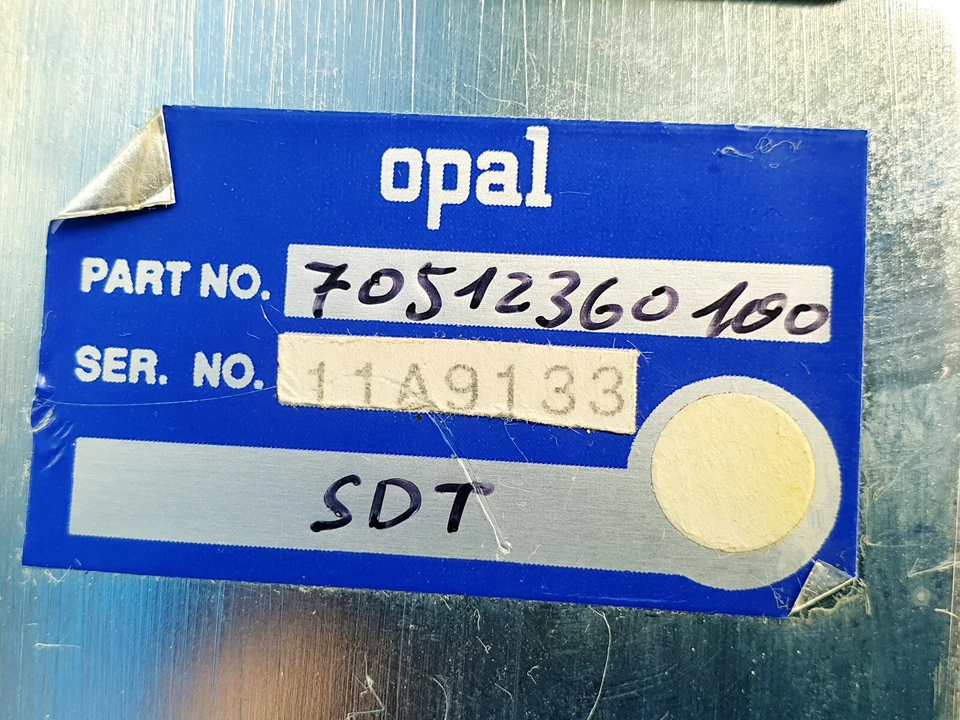 opal
PART NO. 70512360100
SER. NO. 11A9133
SDT